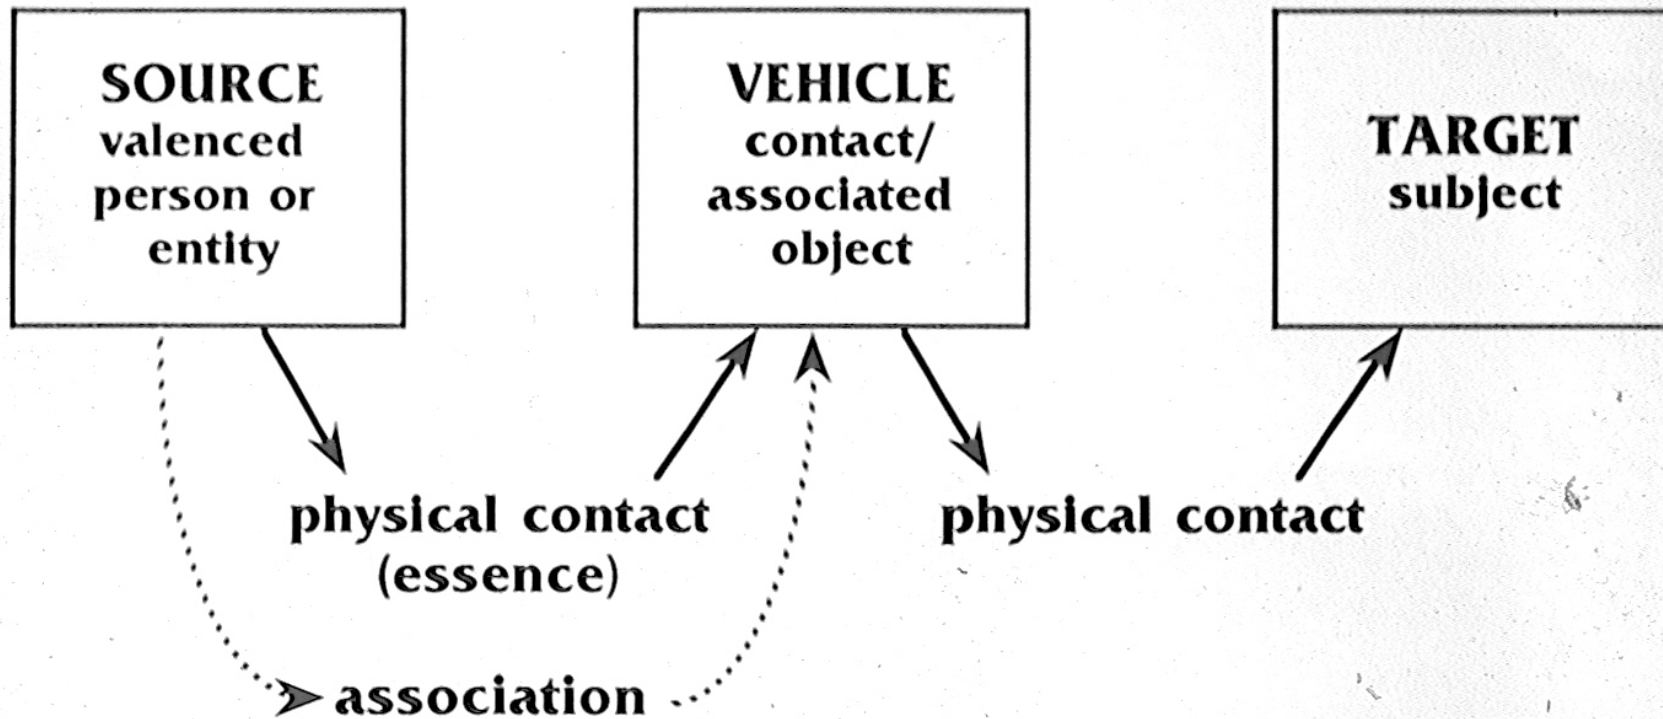 SOURCE
valenced
person or
entity
VEHICLE
contact/
associated
object
TARGET
subject
physical contact
(essence)
physical contact
association